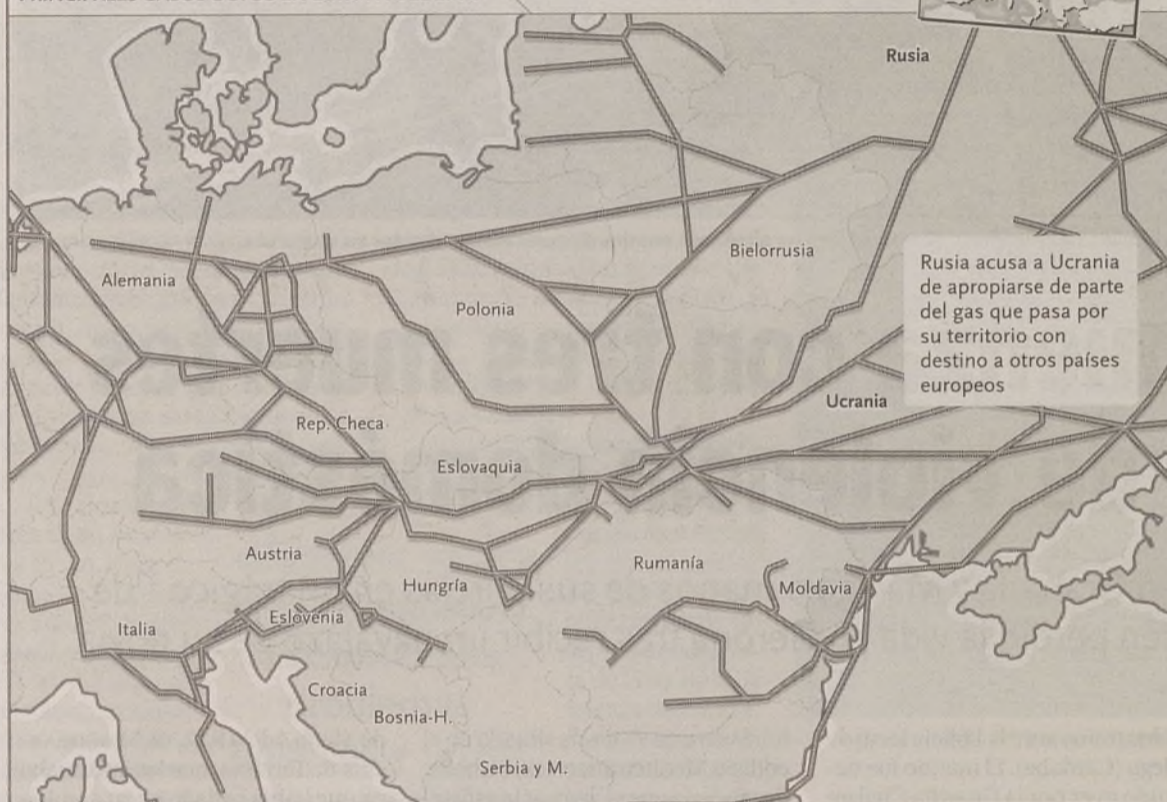 Rusia
Bielorrusia
Rusia acusa a Ucrania
de apropiarse de parte
del gas que pasa por
su territorio con
destino a otros países
europeos
Alemania
Polonia
Ucrania
Rep. Checa
Eslovaquia
Austria
Hungría
Rumanía
Moldavia
Eslovenia
Italia
Croacia
Bosnia-H.
Serbia y M.